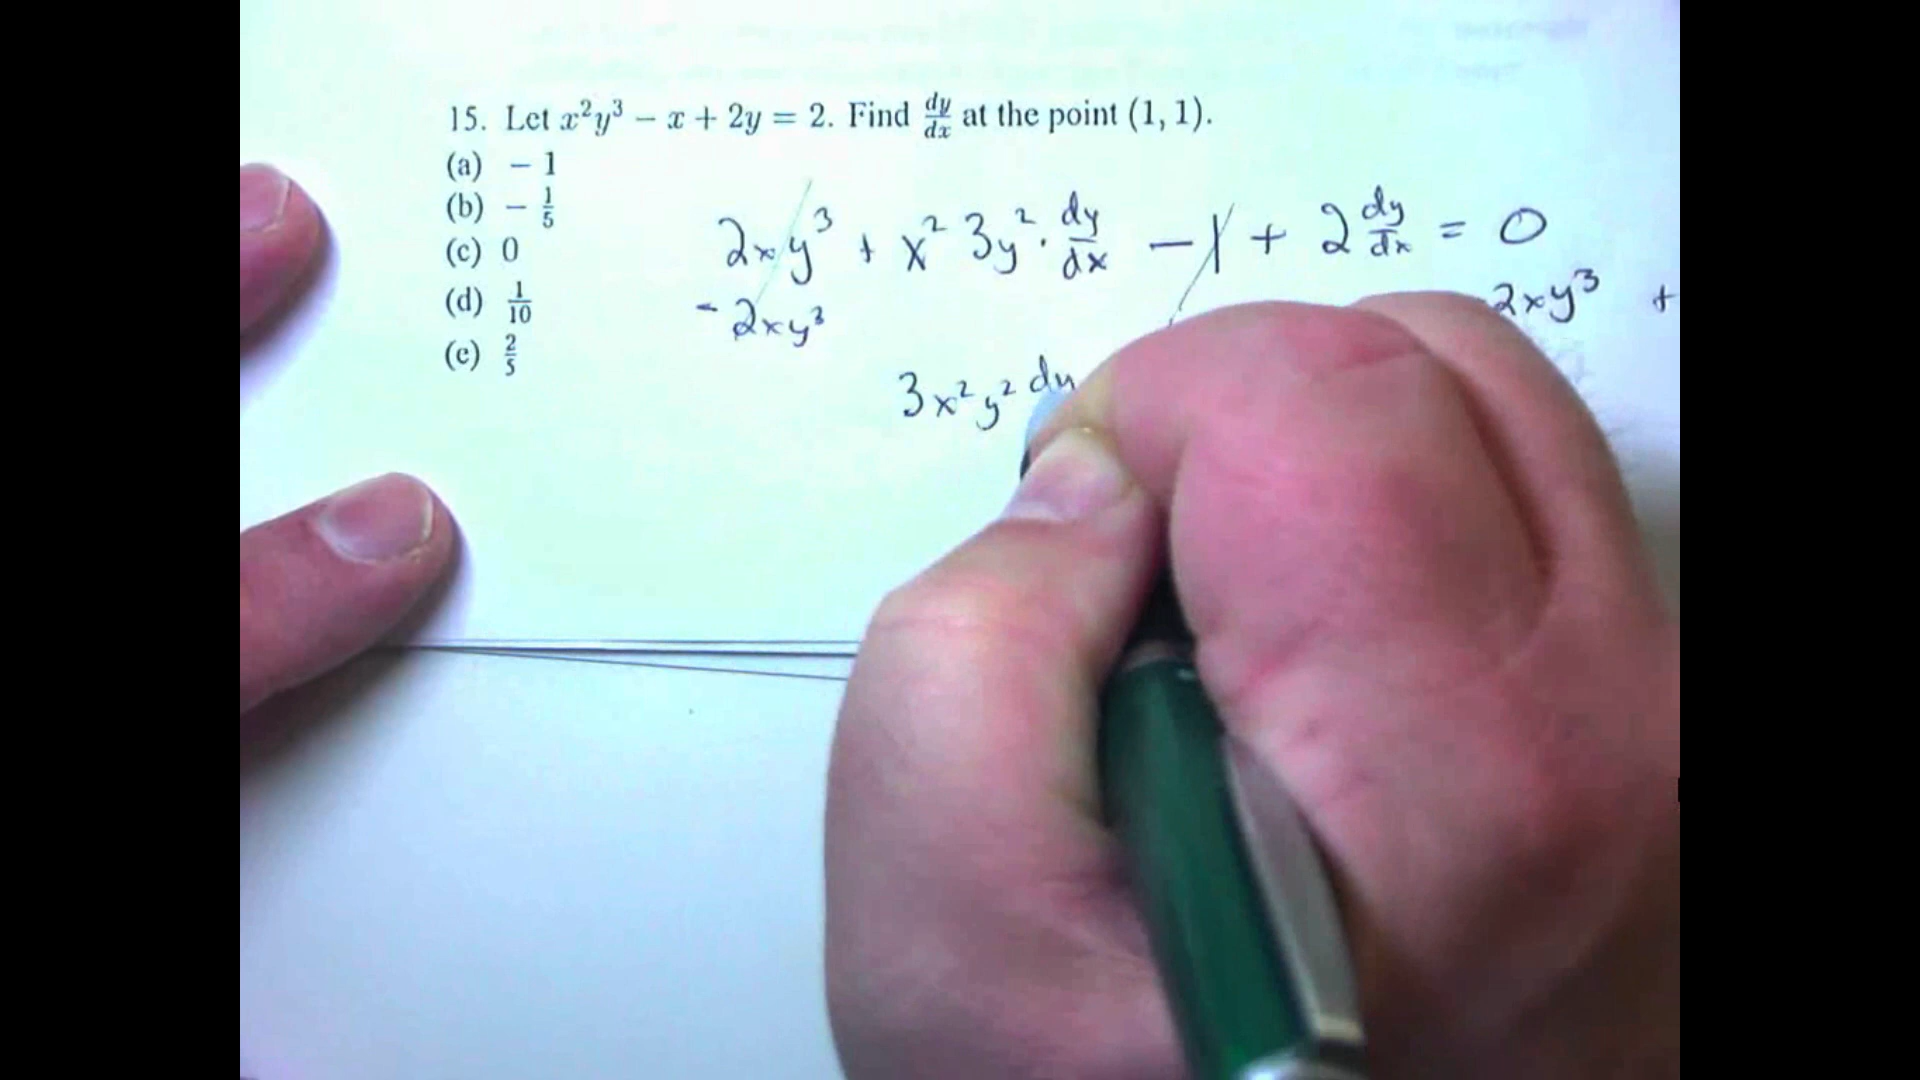 15. Let x²y³ − x + 2y = 2. Find dy/dx at the point (1, 1).
(a) − 1
(b) − 1/5
(c) 0
(d) 1/10
(e) 2/5
2xy³ + x² 3y² · dy/dx − 1 + 2 dy/dx = 0
- 2xy³
2xy³ +
3x²y² dy